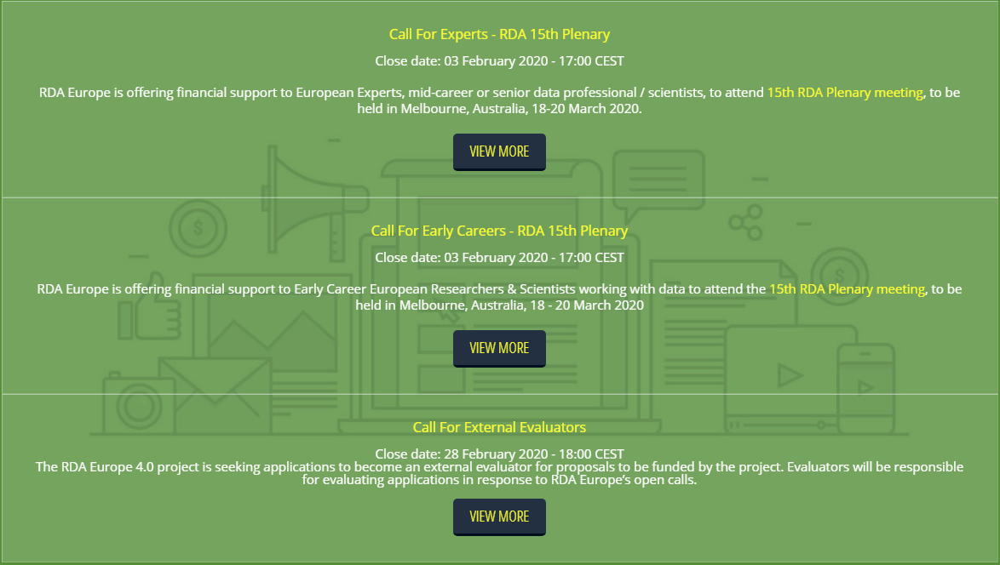 Call For Experts - RDA 15th Plenary
Close date: 03 February 2020 - 17:00 CEST
RDA Europe is offering financial support to European Experts, mid-career or senior data professional / scientists, to attend 15th RDA Plenary meeting, to be
held in Melbourne, Australia, 18-20 March 2020.
VIEW MORE
Call For Early Careers - RDA 15th Plenary
Close date: 03 February 2020 - 17:00 CEST
RDA Europe is offering financial support to Early Career European Researchers & Scientists working with data to attend the 15th RDA Plenary meeting, to be
held in Melbourne, Australia, 18 - 20 March 2020
VIEW MORE
Call For External Evaluators
Close date: 28 February 2020 - 18:00 CEST
The RDA Europe 4.0 project is seeking applications to become an external evaluator for proposals to be funded by the project. Evaluators will be responsible
for evaluating applications in response to RDA Europe’s open calls.
VIEW MORE